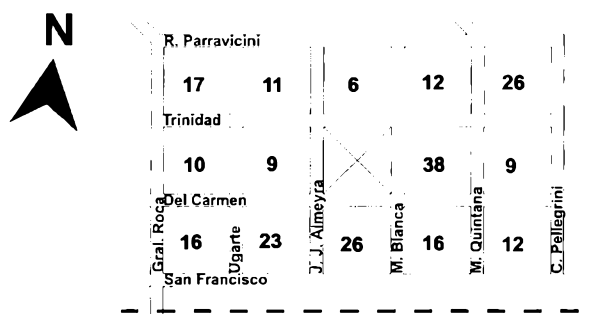 N
R. Parravicini
17 11 6 12 26
Trinidad
10 9 38 9
Del Carmen
Gral. Roca
Ugarte
J. J. Almeyra
M. Blanca
M. Quintana
C. Pellegrini
16 23 26 16 12
San Francisco